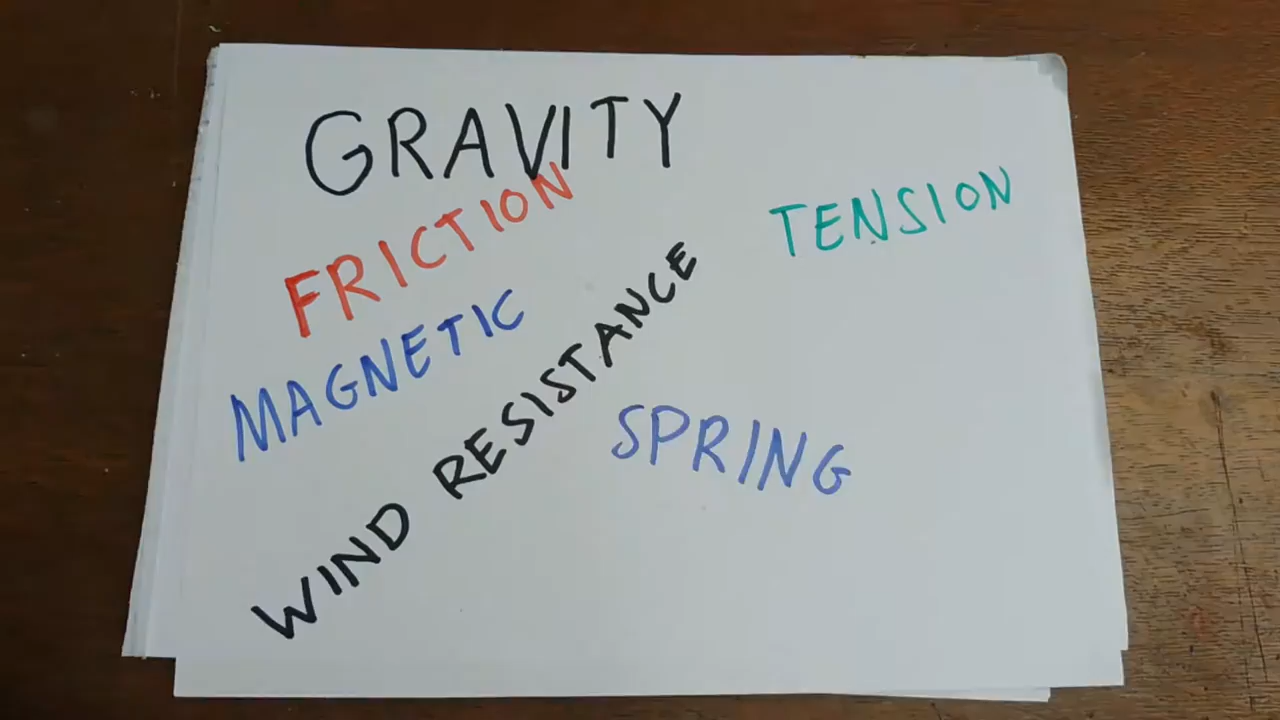 GRAVITY
FRICTION
TENSION
MAGNETIC
WIND RESISTANCE
SPRING